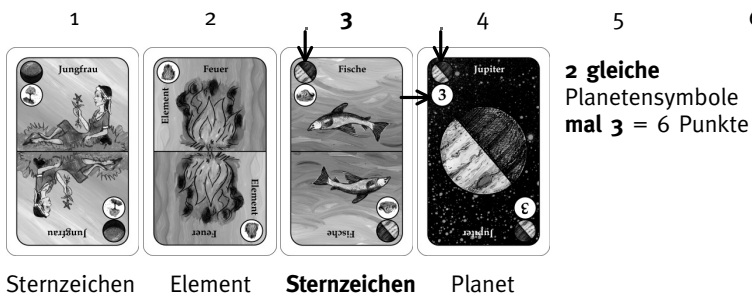 1 2 3 4 5
Jungfrau Feuer Fische Jupiter
Element
3
2 gleiche
Planetensymbole
mal 3 = 6 Punkte
Element
3
Jungfrau Feuer Fische Jupiter
Sternzeichen Element Sternzeichen Planet